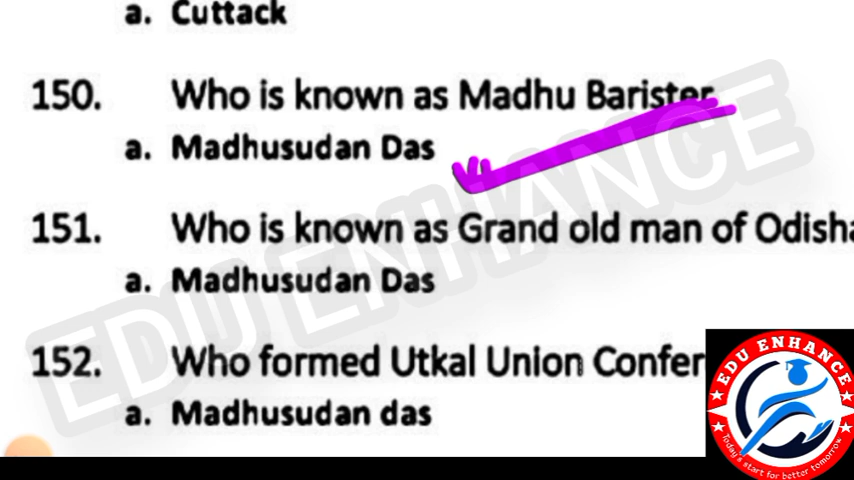 a. Cuttack
150. Who is known as Madhu Barister
a. Madhusudan Das
151. Who is known as Grand old man of Odisha
a. Madhusudan Das
152. Who formed Utkal Union Confer
a. Madhusudan das
EDU ENHANCE
EDU ENHANCE
Today's start for better tomorrow